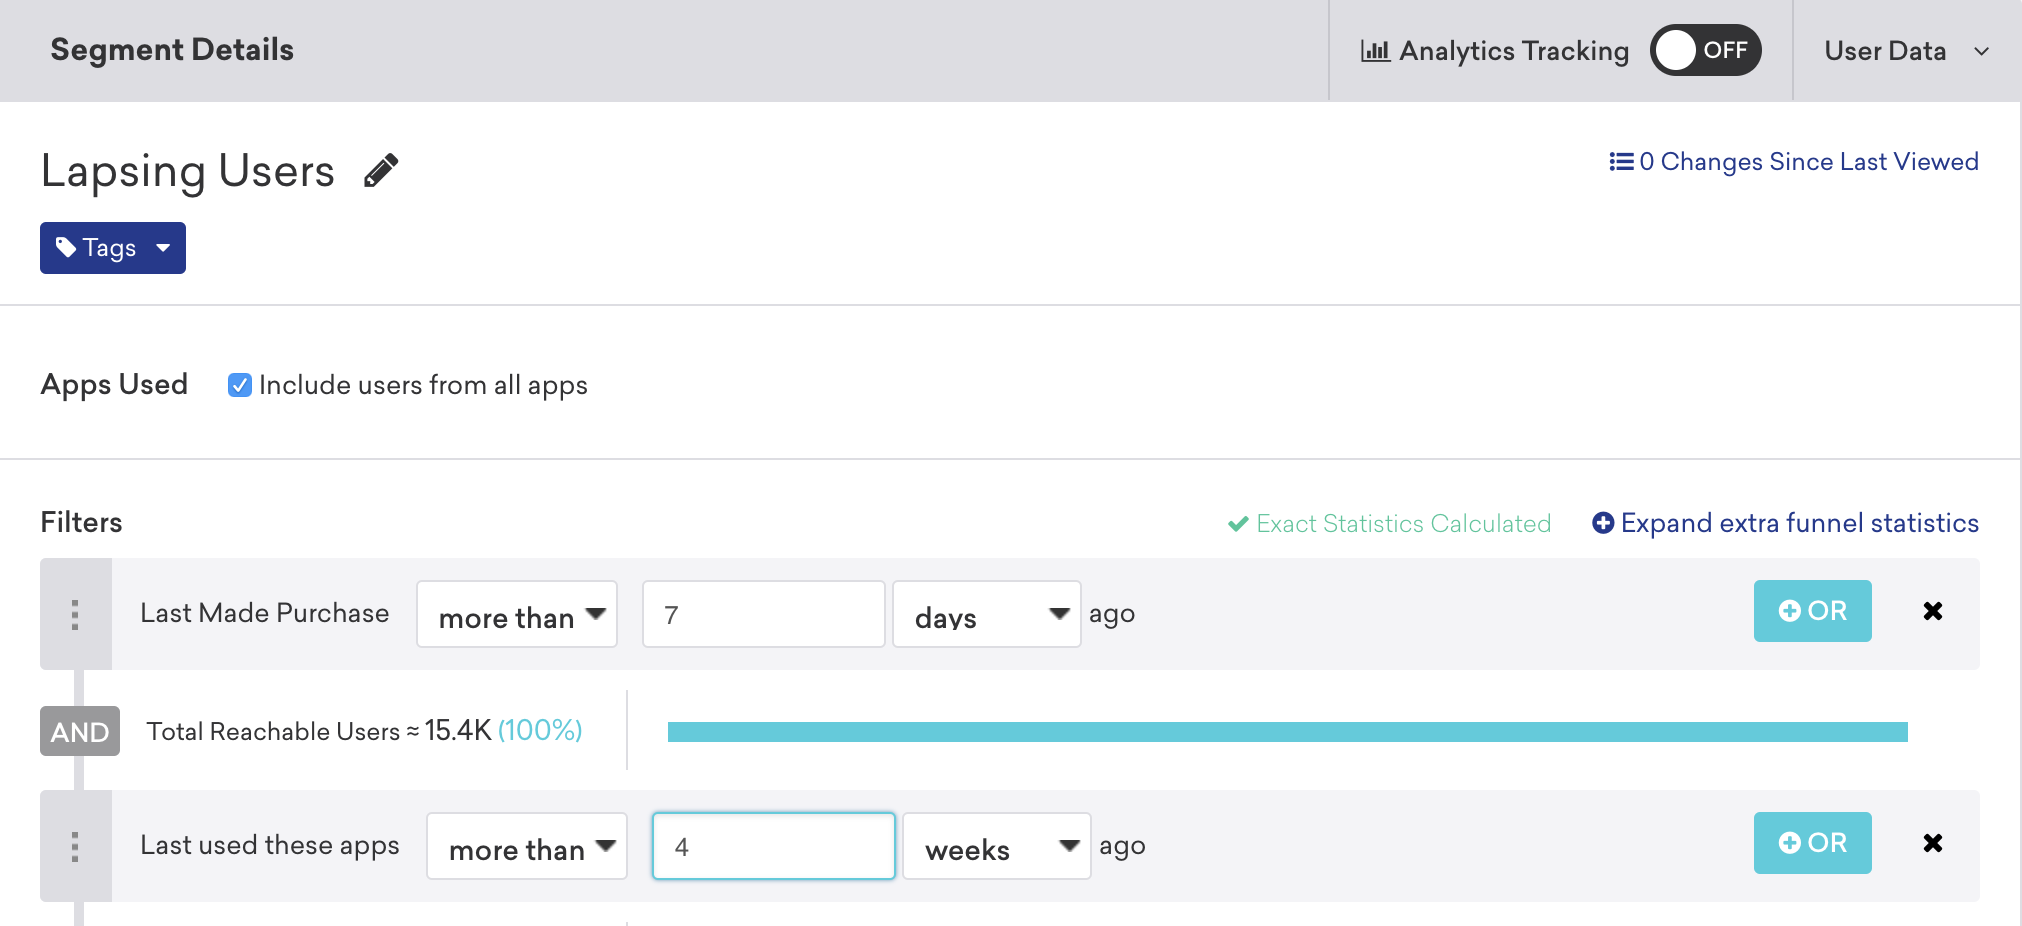 Segment Details
Analytics Tracking OFF User Data
Lapsing Users
0 Changes Since Last Viewed
Tags
Apps Used Include users from all apps
Filters Exact Statistics Calculated Expand extra funnel statistics
Last Made Purchase more than 7 days ago OR
AND Total Reachable Users ≈ 15.4K (100%)
Last used these apps more than 4 weeks ago OR